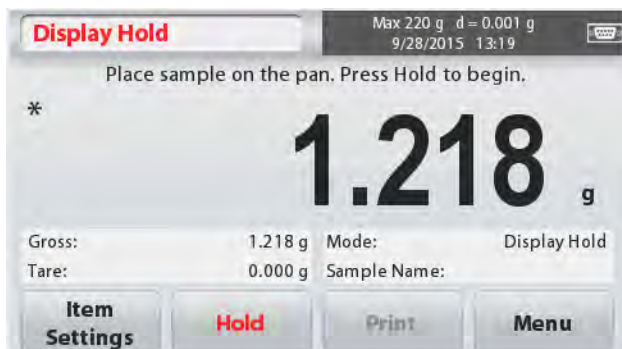 Display Hold
Max 220 g d = 0.001 g
9/28/2015 13:19
Place sample on the pan. Press Hold to begin.
*
1.218 g
Gross: 1.218 g Mode: Display Hold
Tare: 0.000 g Sample Name:
Item Settings
Hold
Print
Menu